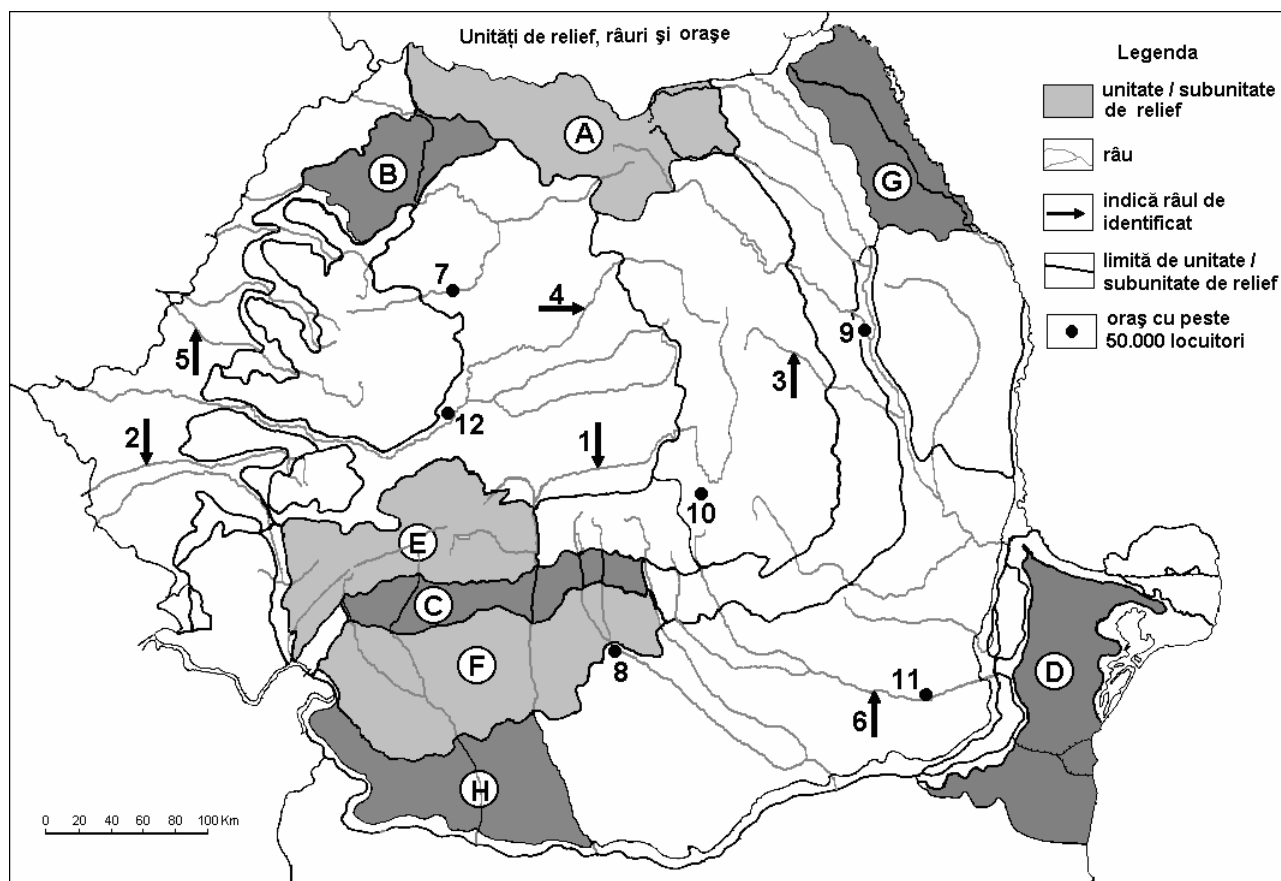 Unități de relief, râuri şi oraşe
Legenda
unitate / subunitate
de relief
râu
indică râul de
identificat
limită de unitate /
subunitate de relief
oraş cu peste
50.000 locuitori
A
B
G
7
4
9
5
3
12
2
1
10
E
C
F
8
D
11
6
H
0 20 40 60 80 100 Km